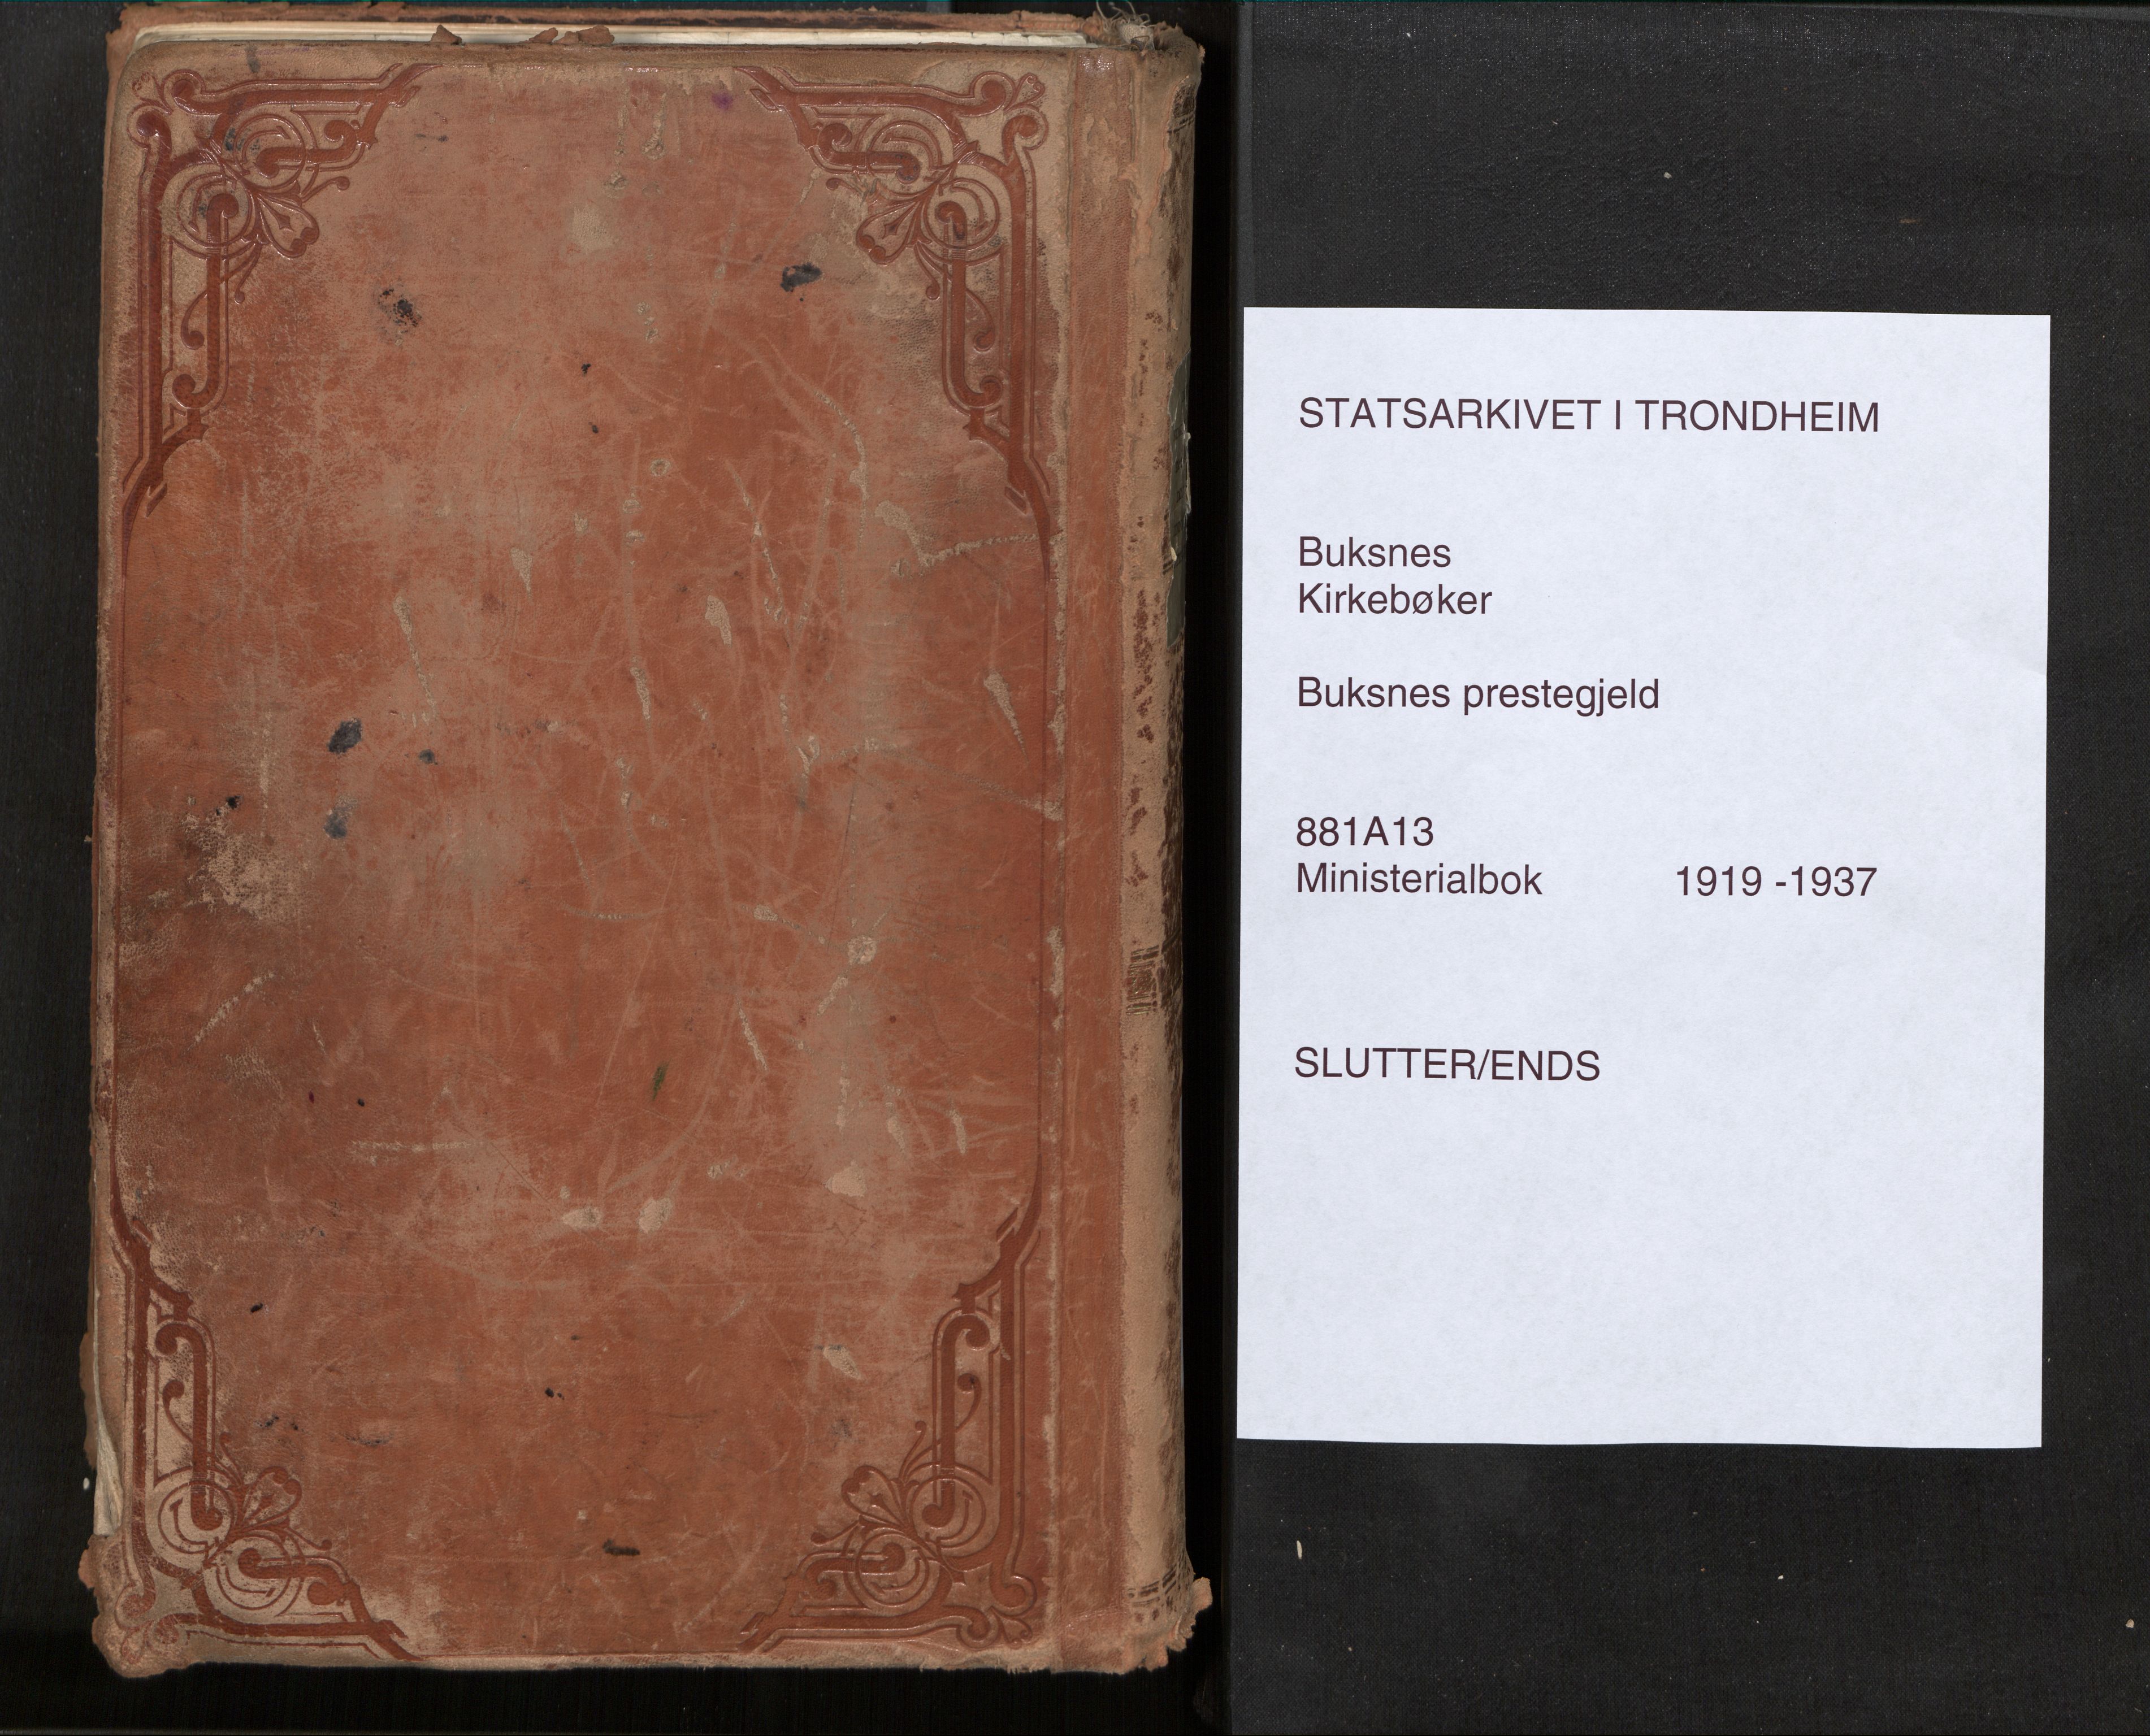 STATSARKIVET I TRONDHEIM
Buksnes
Kirkebøker
Buksnes prestegjeld
881A13
Ministerialbok 1919 -1937
SLUTTER/ENDS